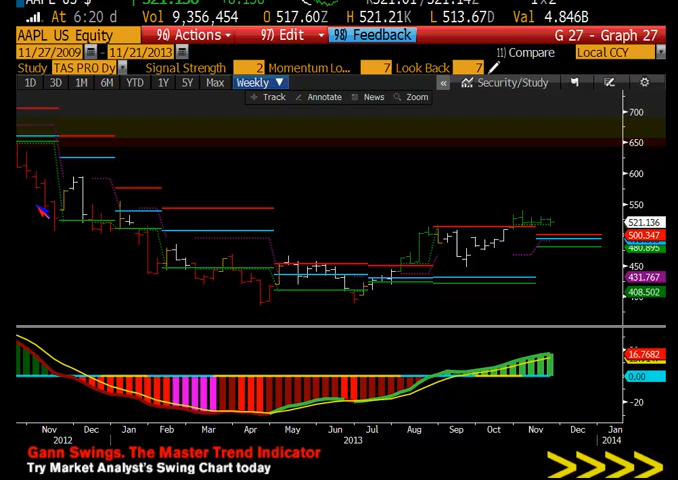 AAPL US $
At 6:20 d Vol 9,356,454 O 517.60Z H 521.21K L 513.67D Val 4.846B
AAPL US Equity 96) Actions 97) Edit 98) Feedback G 27 - Graph 27
11/27/2009 - 11/21/2013 11) Compare Local CCY
Study TAS PRO Dy Signal Strength 2 Momentum Lo... 7 Look Back 7
1D 3D 1M 6M YTD 1Y 5Y Max Weekly ▼ « Security/Study
Track Annotate News Zoom
700
650
600
550
521.136
500.347
480.895
450
431.767
408.502
16.7682
0.00
-20
Nov Dec Jan Feb Mar Apr May Jun Jul Aug Sep Oct Nov Dec Jan
2012 2013 2014
Gann Swings. The Master Trend Indicator
Try Market Analyst's Swing Chart today